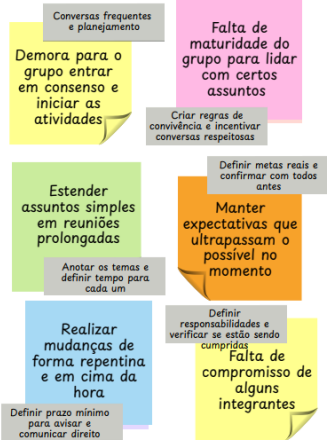 Conversas frequentes
e planejamento
Demora para o
grupo entrar
em consenso e
iniciar as
atividades
Falta de
maturidade do
grupo para lidar
com certos
assuntos
Criar regras de
convivência e incentivar
conversas respeitosas
Estender
assuntos simples
em reuniões
prolongadas
Anotar os temas e
definir tempo para
cada um
Definir metas reais e
confirmar com todos
antes
Manter
expectativas que
ultrapassam o
possível no
momento
Realizar
mudanças de
forma repentina
e em cima da
hora
Definir prazo mínimo
para avisar e
comunicar direito
Definir
responsabilidades e
verificar se estão sendo
cumpridas
Falta de
compromisso de
alguns
integrantes